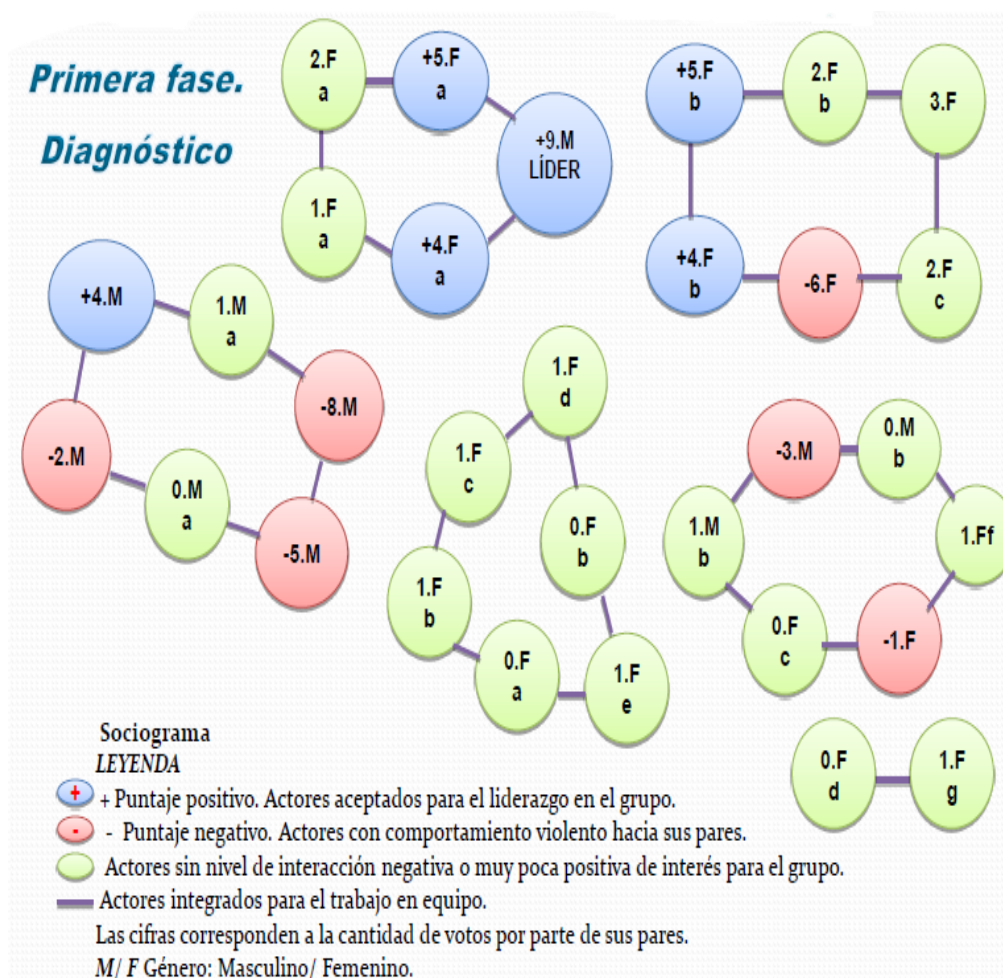 Primera fase.
Diagnóstico
2.F
a
+5.F
a
+9.M
LÍDER
1.F
a
+4.F
a
+5.F
b
2.F
b
3.F
+4.F
b
-6.F
2.F
c
+4.M
1.M
a
-8.M
-2.M
0.M
a
-5.M
1.F
d
1.F
c
0.F
b
1.F
b
0.F
a
1.F
e
-3.M
0.M
b
1.M
b
1.Ff
0.F
c
-1.F
0.F
d
1.F
g
Sociograma
LEYENDA
+ + Puntaje positivo. Actores aceptados para el liderazgo en el grupo.
- - Puntaje negativo. Actores con comportamiento violento hacia sus pares.
Actores sin nivel de interacción negativa o muy poca positiva de interés para el grupo.
Actores integrados para el trabajo en equipo.
Las cifras corresponden a la cantidad de votos por parte de sus pares.
M/ F Género: Masculino/ Femenino.